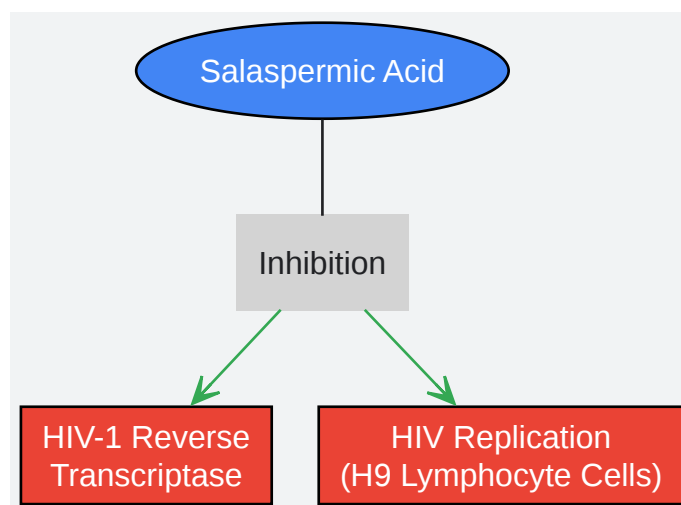 Salaspermic Acid
Inhibition
HIV-1 Reverse
Transcriptase
HIV Replication
(H9 Lymphocyte Cells)